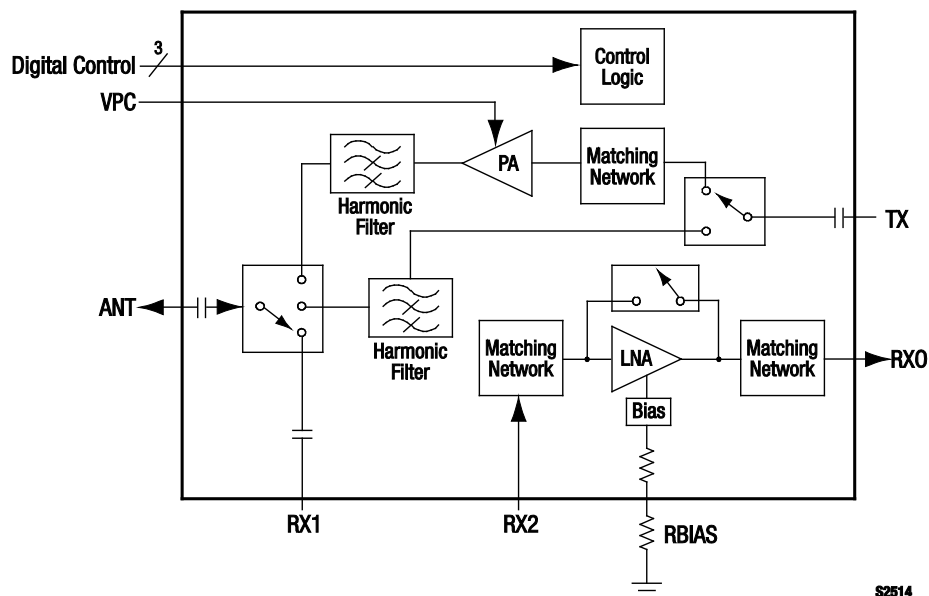 3
Digital Control
Control
Logic
VPC
PA
Matching
Network
Harmonic
Filter
TX
ANT
Harmonic
Filter
Matching
Network
LNA
Matching
Network
RXO
Bias
RX1
RX2
RBIAS
S2514